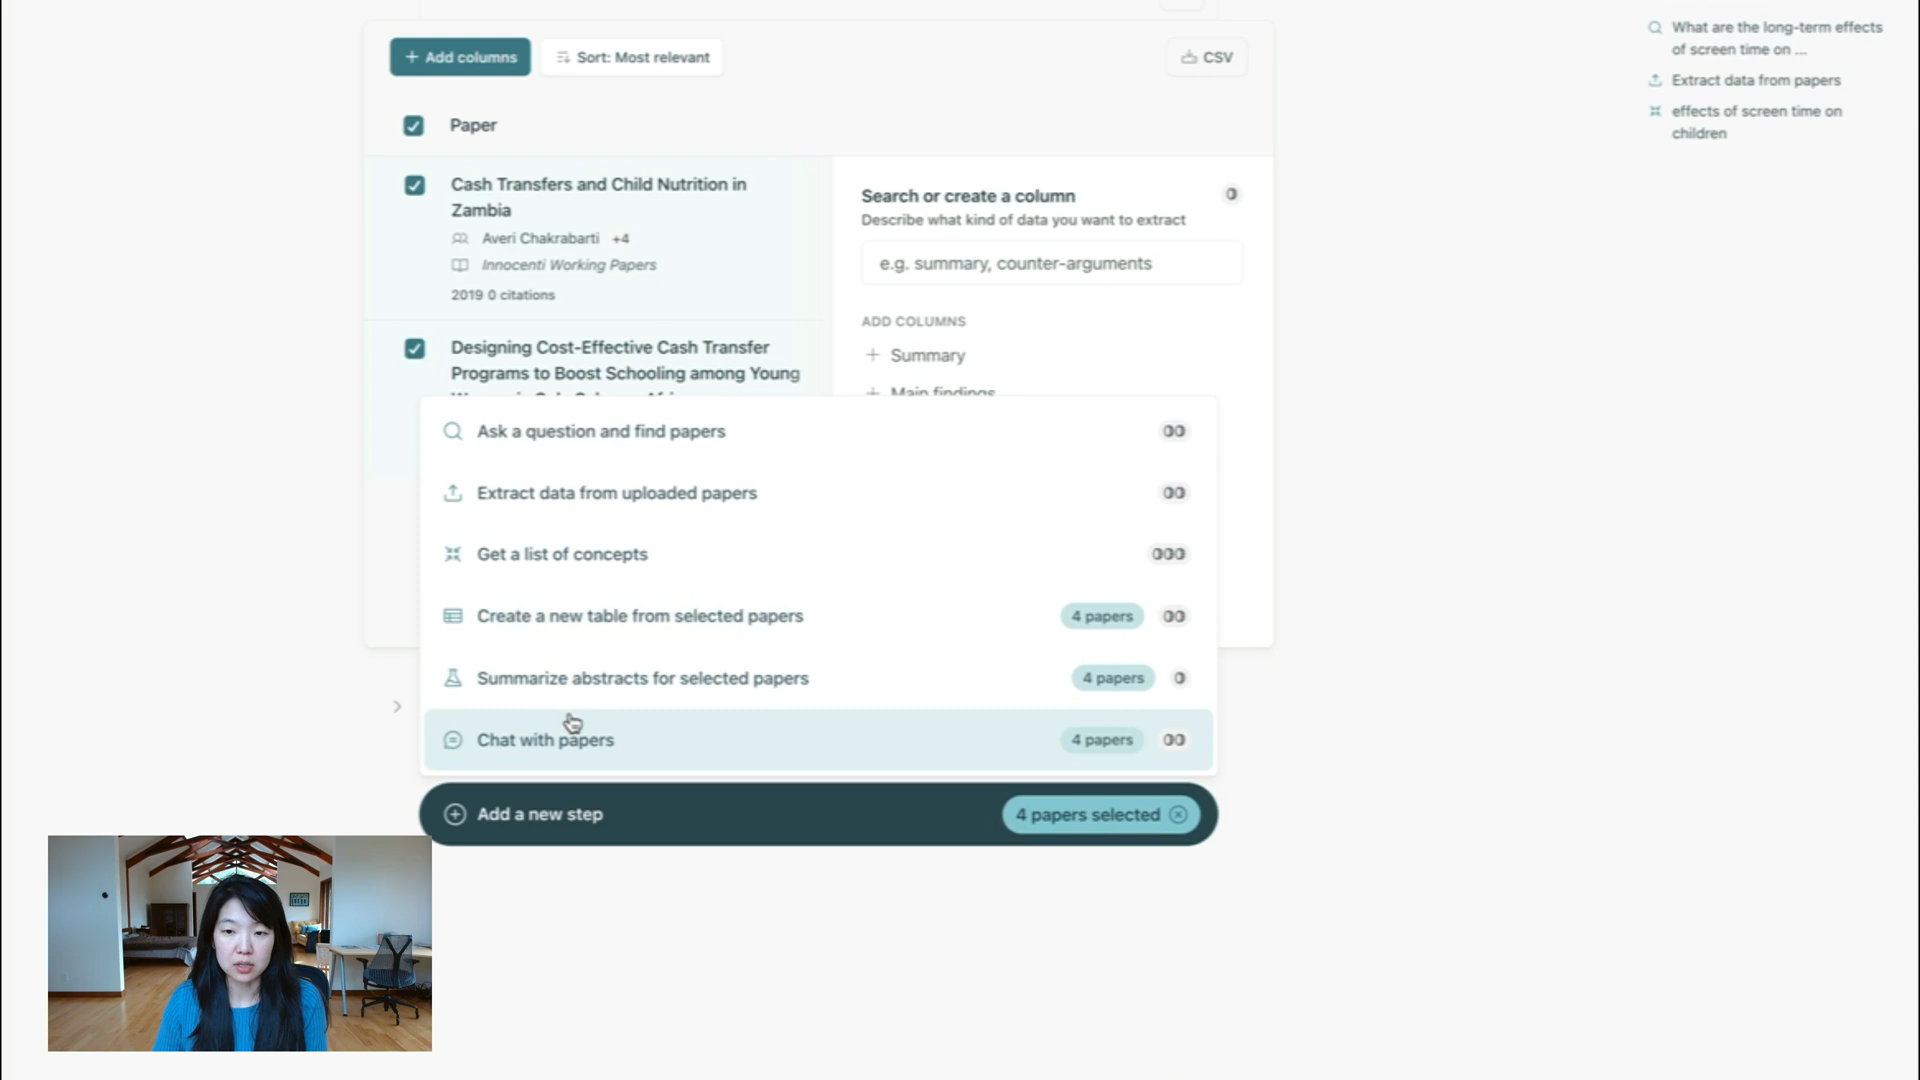 + Add columns
Sort: Most relevant
CSV
Paper
Cash Transfers and Child Nutrition in
Zambia
Averi Chakrabarti +4
Innocenti Working Papers
2019 0 citations
Designing Cost-Effective Cash Transfer
Programs to Boost Schooling among Young
Search or create a column
Describe what kind of data you want to extract
e.g. summary, counter-arguments
ADD COLUMNS
+ Summary
+ Main findings
Ask a question and find papers
Extract data from uploaded papers
Get a list of concepts
Create a new table from selected papers 4 papers
Summarize abstracts for selected papers 4 papers
Chat with papers 4 papers
Add a new step 4 papers selected
What are the long-term effects
of screen time on ...
Extract data from papers
effects of screen time on
children